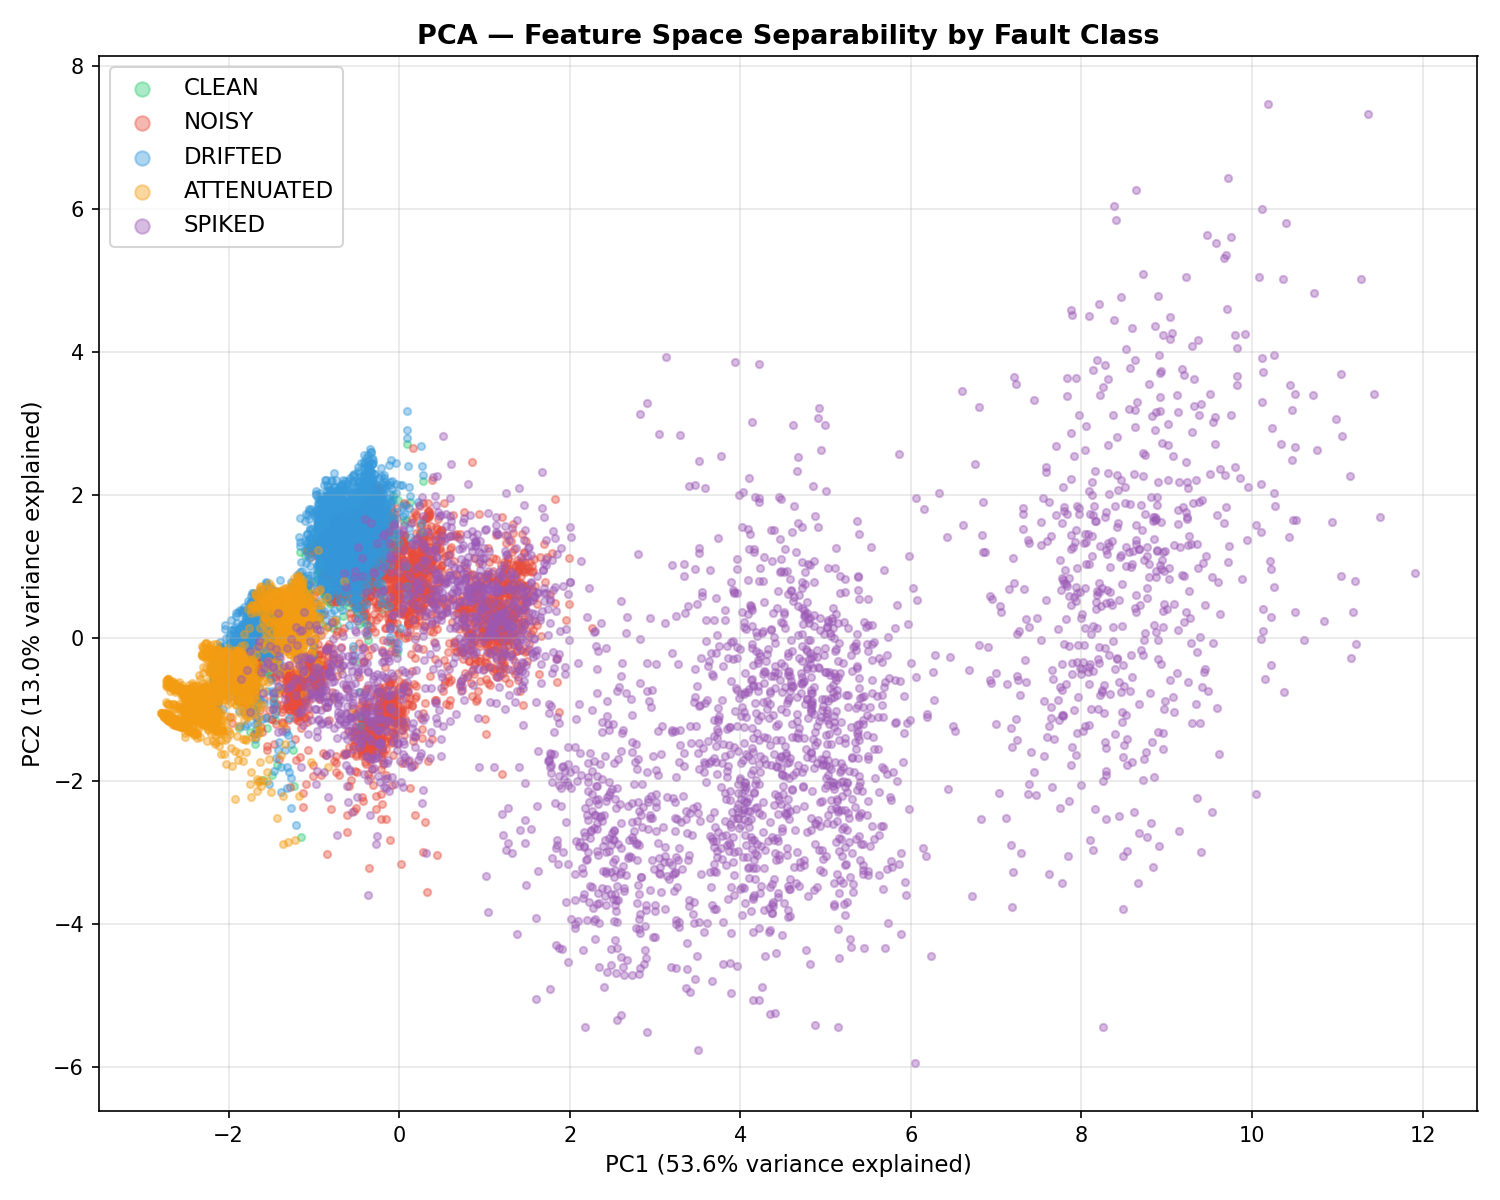 PCA — Feature Space Separability by Fault Class
CLEAN
NOISY
DRIFTED
ATTENUATED
SPIKED
8
6
4
2
0
−2
−4
−6
PC2 (13.0% variance explained)
−2 0 2 4 6 8 10 12
PC1 (53.6% variance explained)